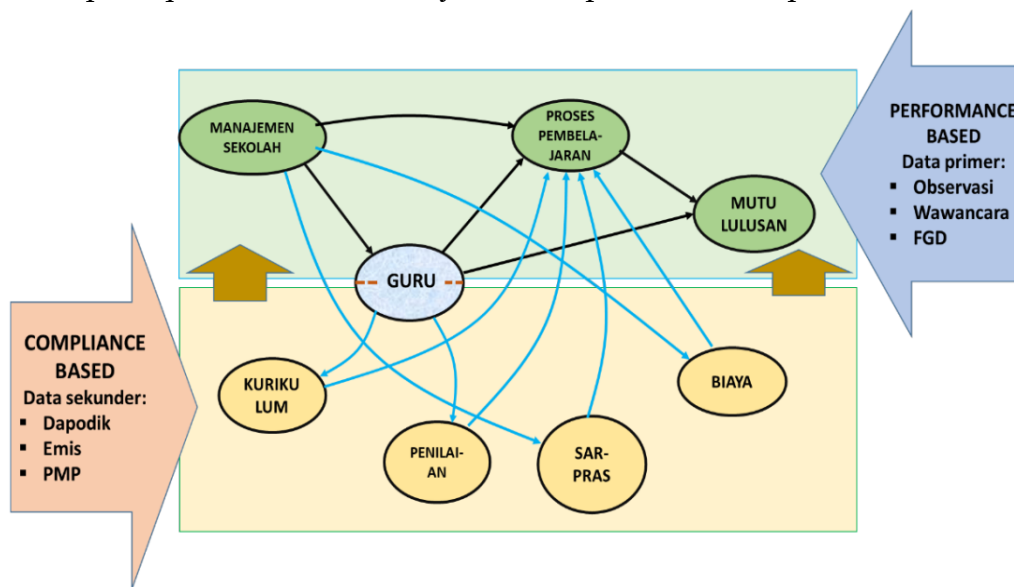 MANAJEMEN
SEKOLAH
PROSES
PEMBELA-
JARAN
MUTU
LULUSAN
GURU
KURIKU
LUM
PENILAI-
AN
SAR-
PRAS
BIAYA
COMPLIANCE
BASED
Data sekunder:
▪ Dapodik
▪ Emis
▪ PMP
PERFORMANCE
BASED
Data primer:
▪ Observasi
▪ Wawancara
▪ FGD